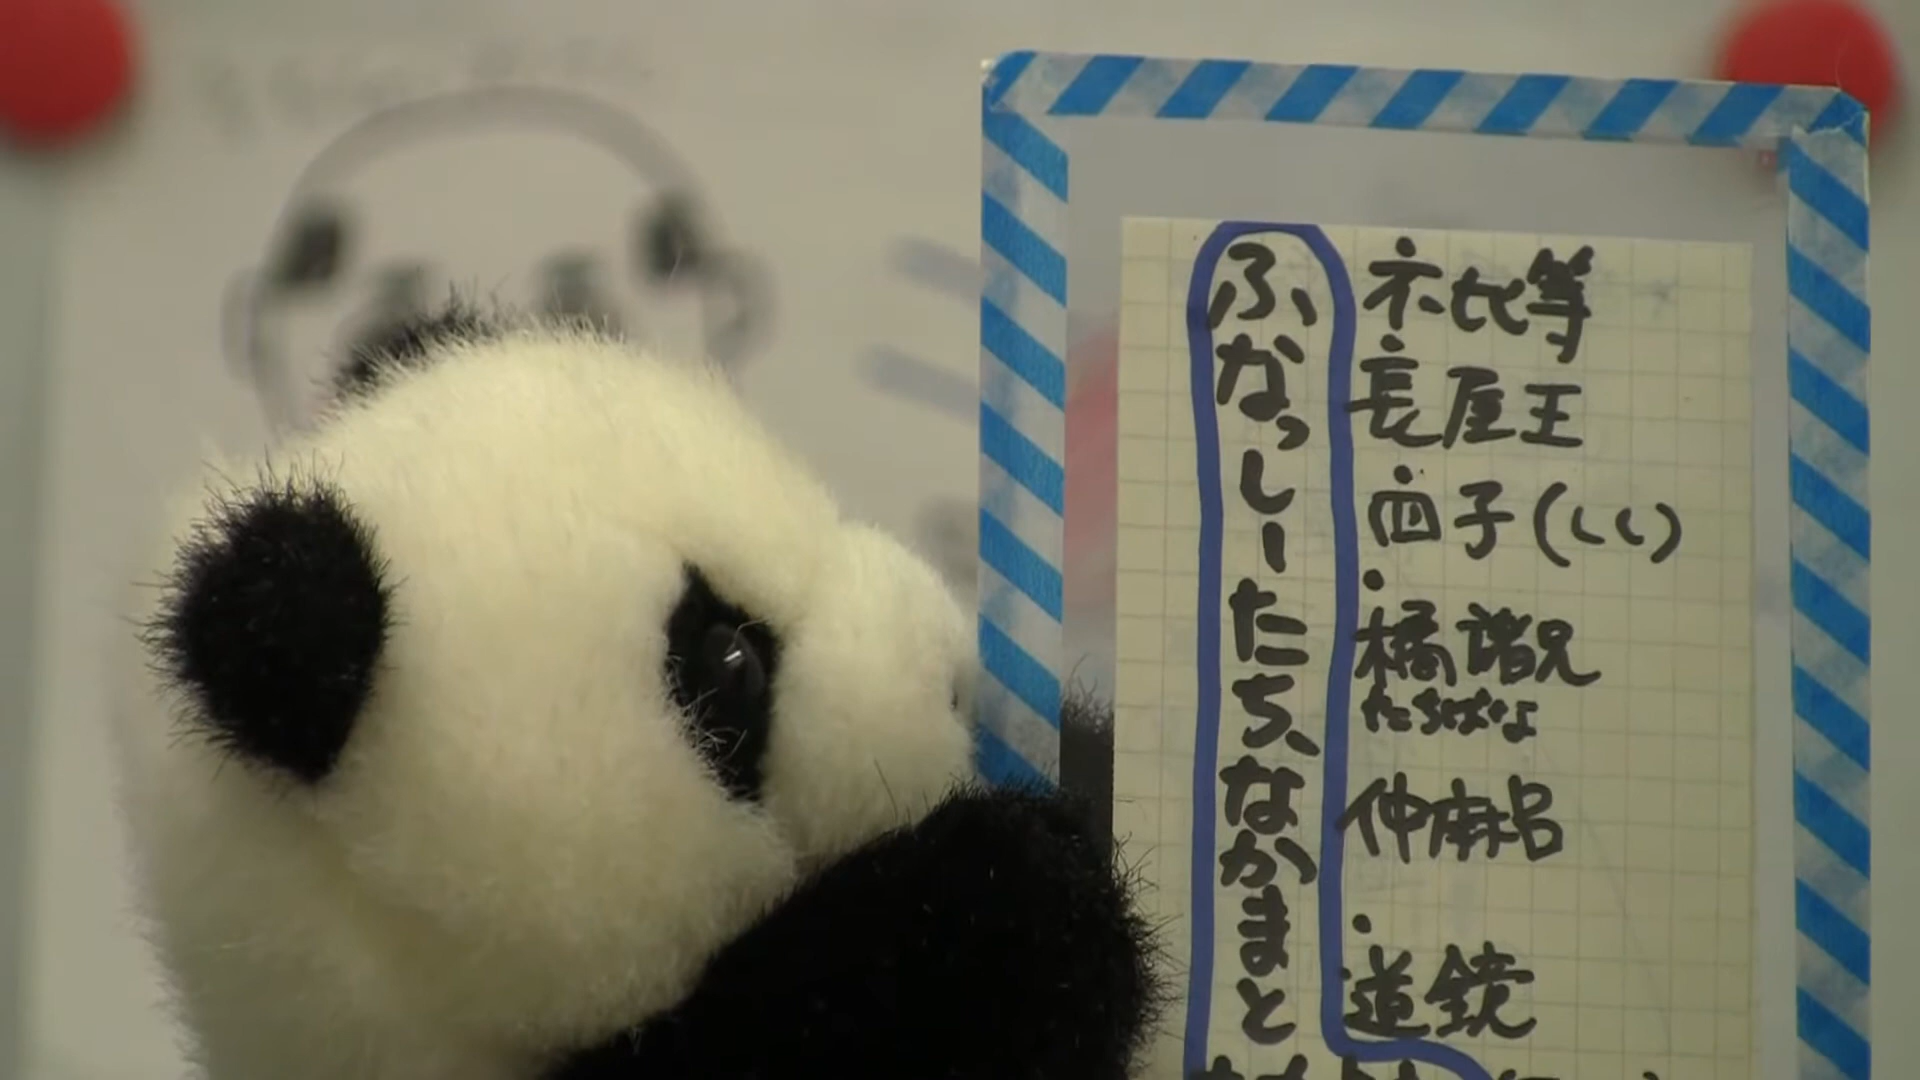 ふなっしーたち、なかまと
不比等
長屋王
四子(しし)
・橘諸兄
たちばな
仲麻呂
・道鏡